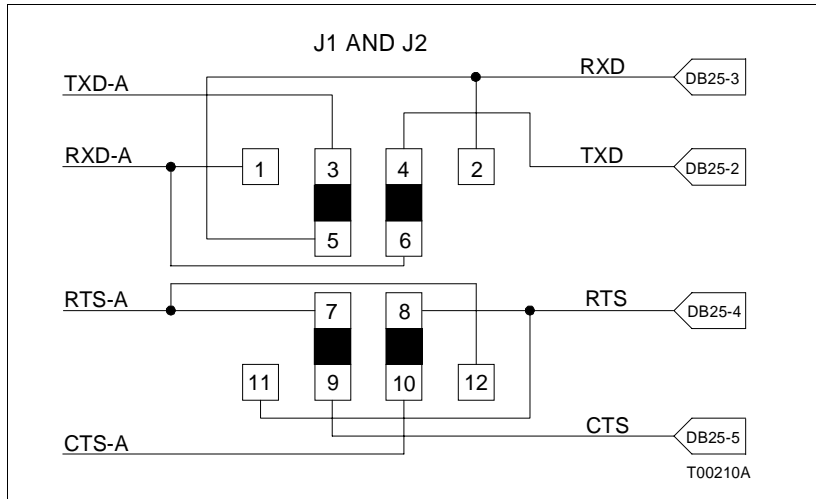 J1 AND J2
TXD-A
RXD
DB25-3
RXD-A
1
3
4
2
TXD
DB25-2
5
6
RTS-A
7
8
RTS
DB25-4
11
9
10
12
CTS-A
CTS
DB25-5
T00210A